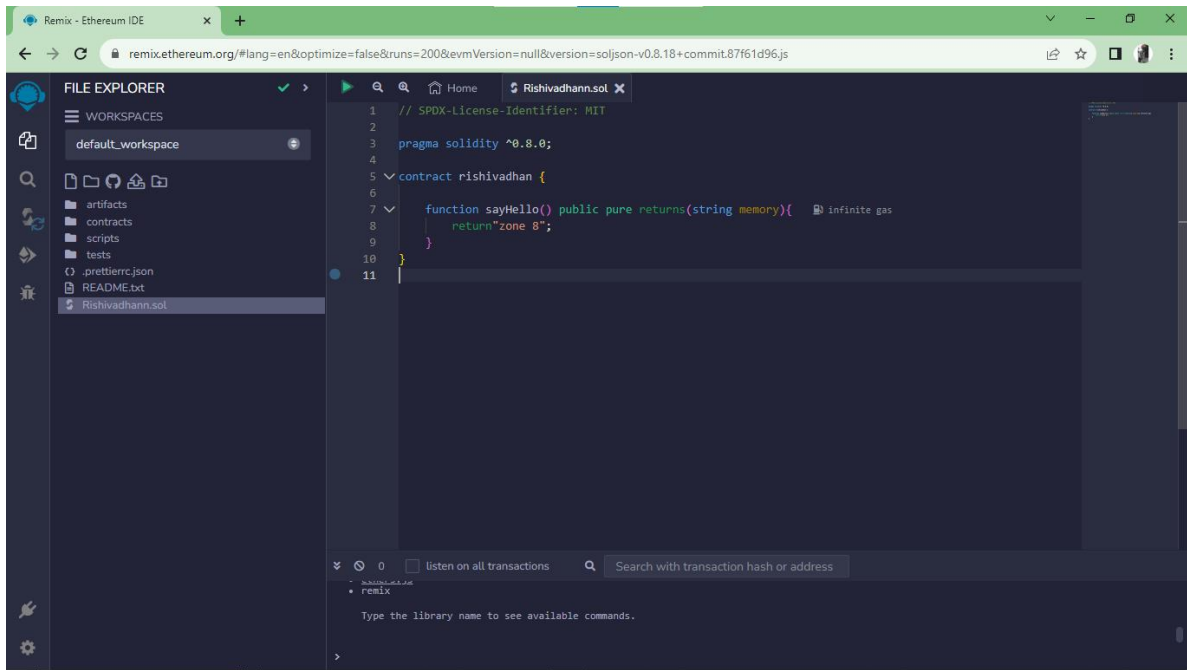 Remix - Ethereum IDE
remix.ethereum.org/#lang=en&optimize=false&runs=200&evmVersion=null&version=soljson-v0.8.18+commit.87f61d96.js
FILE EXPLORER
WORKSPACES
default_workspace
artifacts
contracts
scripts
tests
.prettierrc.json
README.txt
Rishivadhann.sol
Home
Rishivadhann.sol
1 // SPDX-License-Identifier: MIT
2
3 pragma solidity ^0.8.0;
4
5 contract rishivadhan {
6
7 function sayHello() public pure returns(string memory){ infinite gas
8 return"zone 8";
9 }
10 }
11
0 listen on all transactions Search with transaction hash or address
• remix
Type the library name to see available commands.
>